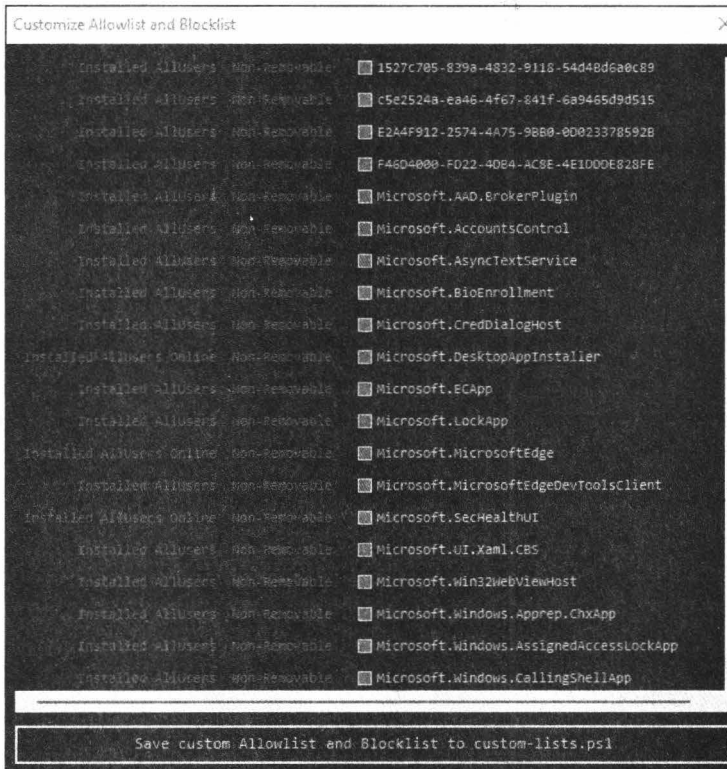 Customize Allowlist and Blocklist
Installed AllUsers Non-Removable 1527c705-839a-4832-9118-54d4Bd6a0c89
Installed AllUsers Non-Removable c5e2524a-ea46-4f67-841f-6a9465d9d515
Installed AllUsers Non-Removable E2A4F912-2574-4A75-9BB0-0D023378592B
Installed AllUsers Non-Removable F46D4000-FD22-4DB4-AC8E-4E1DDDE828FE
Installed AllUsers Non-Removable Microsoft.AAD.BrokerPlugin
Installed AllUsers Non-Removable Microsoft.AccountsControl
Installed AllUsers Non-Removable Microsoft.AsyncTextService
Installed AllUsers Non-Removable Microsoft.BioEnrollment
Installed AllUsers Non-Removable Microsoft.CredDialogHost
Installed AllUsers Online Non-Removable Microsoft.DesktopAppInstaller
Installed AllUsers Non-Removable Microsoft.ECApp
Installed AllUsers Non-Removable Microsoft.LockApp
Installed AllUsers Online Non-Removable Microsoft.MicrosoftEdge
Installed AllUsers Non-Removable Microsoft.MicrosoftEdgeDevToolsClient
Installed AllUsers Online Non-Removable Microsoft.SecHealthUI
Installed AllUsers Non-Removable Microsoft.UI.Xaml.CBS
Installed AllUsers Non-Removable Microsoft.Win32WebViewHost
Installed AllUsers Non-Removable Microsoft.Windows.Apprep.ChxApp
Installed AllUsers Non-Removable Microsoft.Windows.AssignedAccessLockApp
Installed AllUsers Non-Removable Microsoft.Windows.CallingShellApp
Save custom Allowlist and Blocklist to custom-lists.ps1